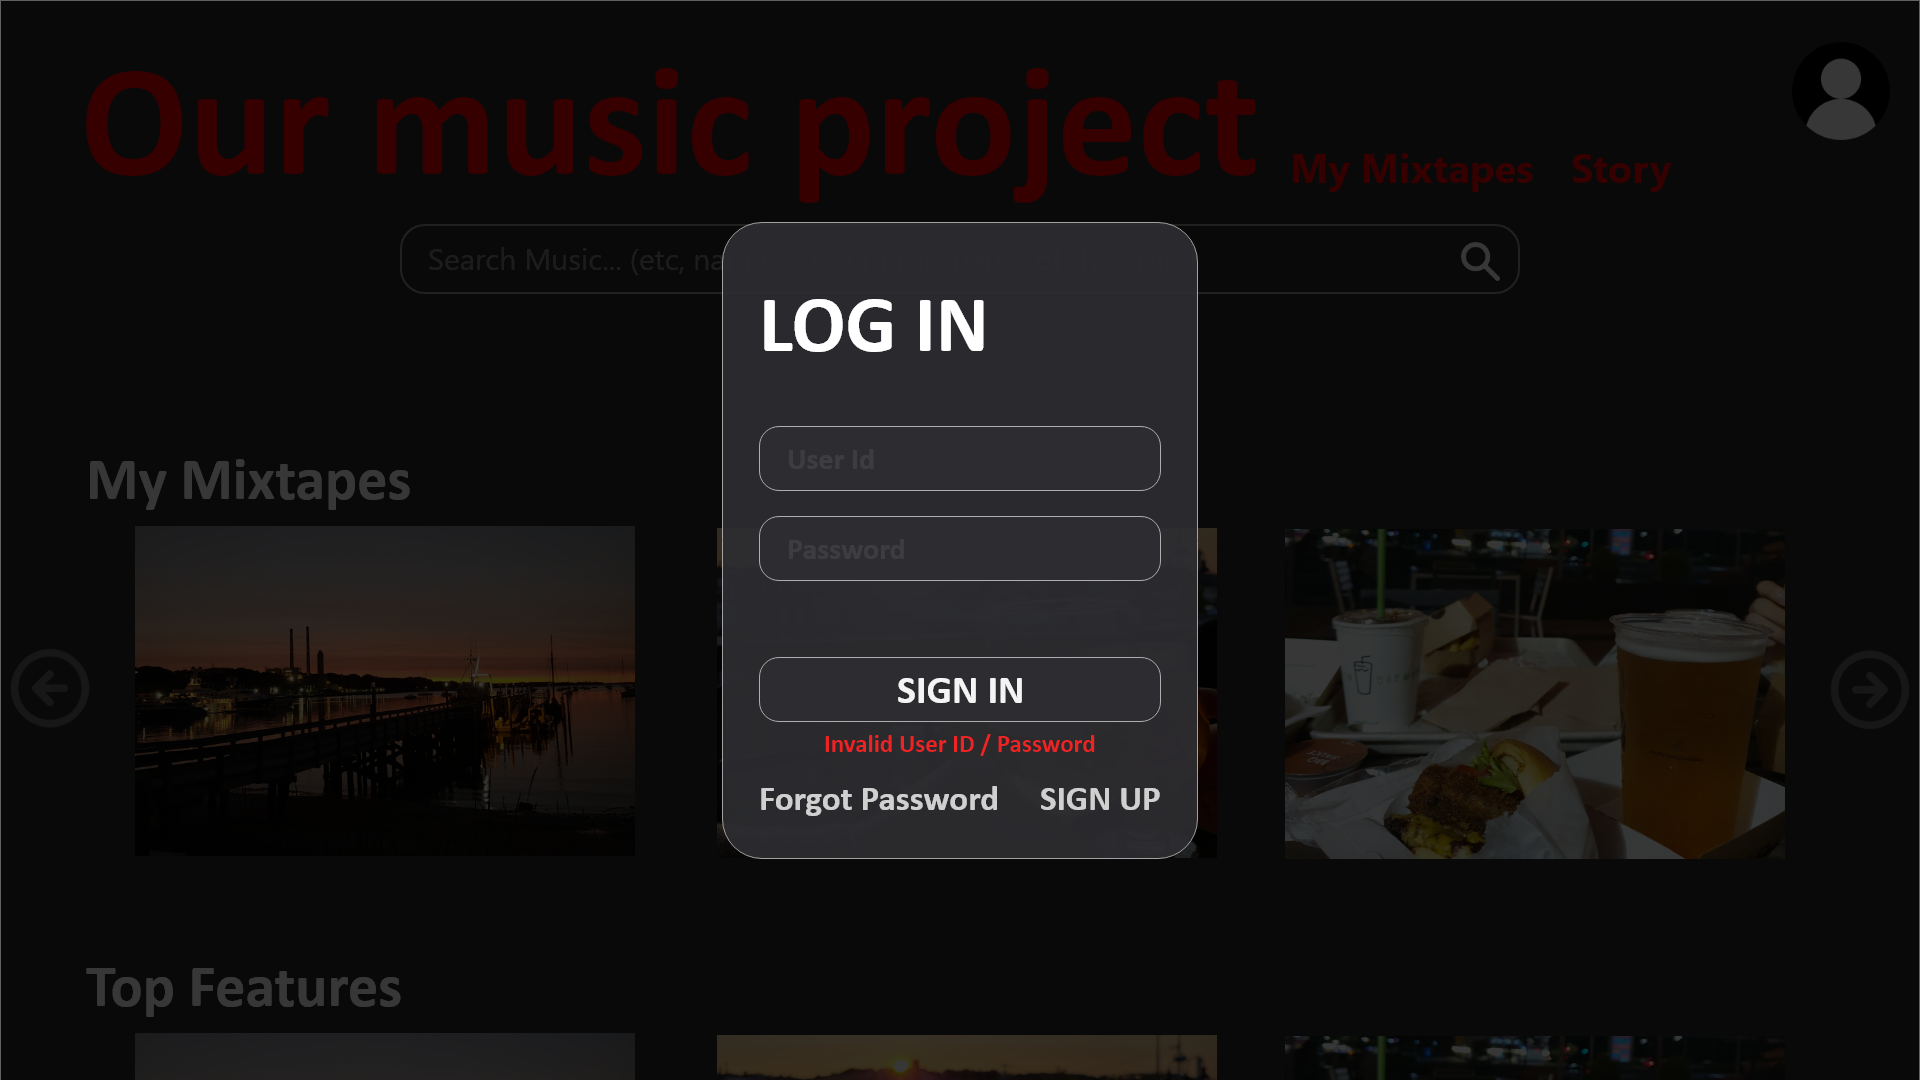 Our music project
My Mixtapes Story
Search Music... (etc, na
LOG IN
User Id
Password
SIGN IN
Invalid User ID / Password
Forgot Password SIGN UP
My Mixtapes
Top Features